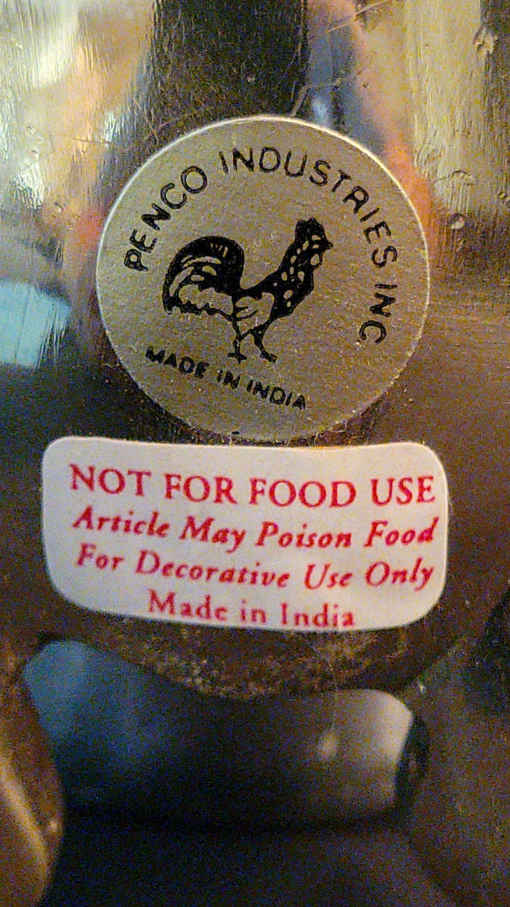 PENCO INDUSTRIES INC
MADE IN INDIA
NOT FOR FOOD USE
Article May Poison Food
For Decorative Use Only
Made in India